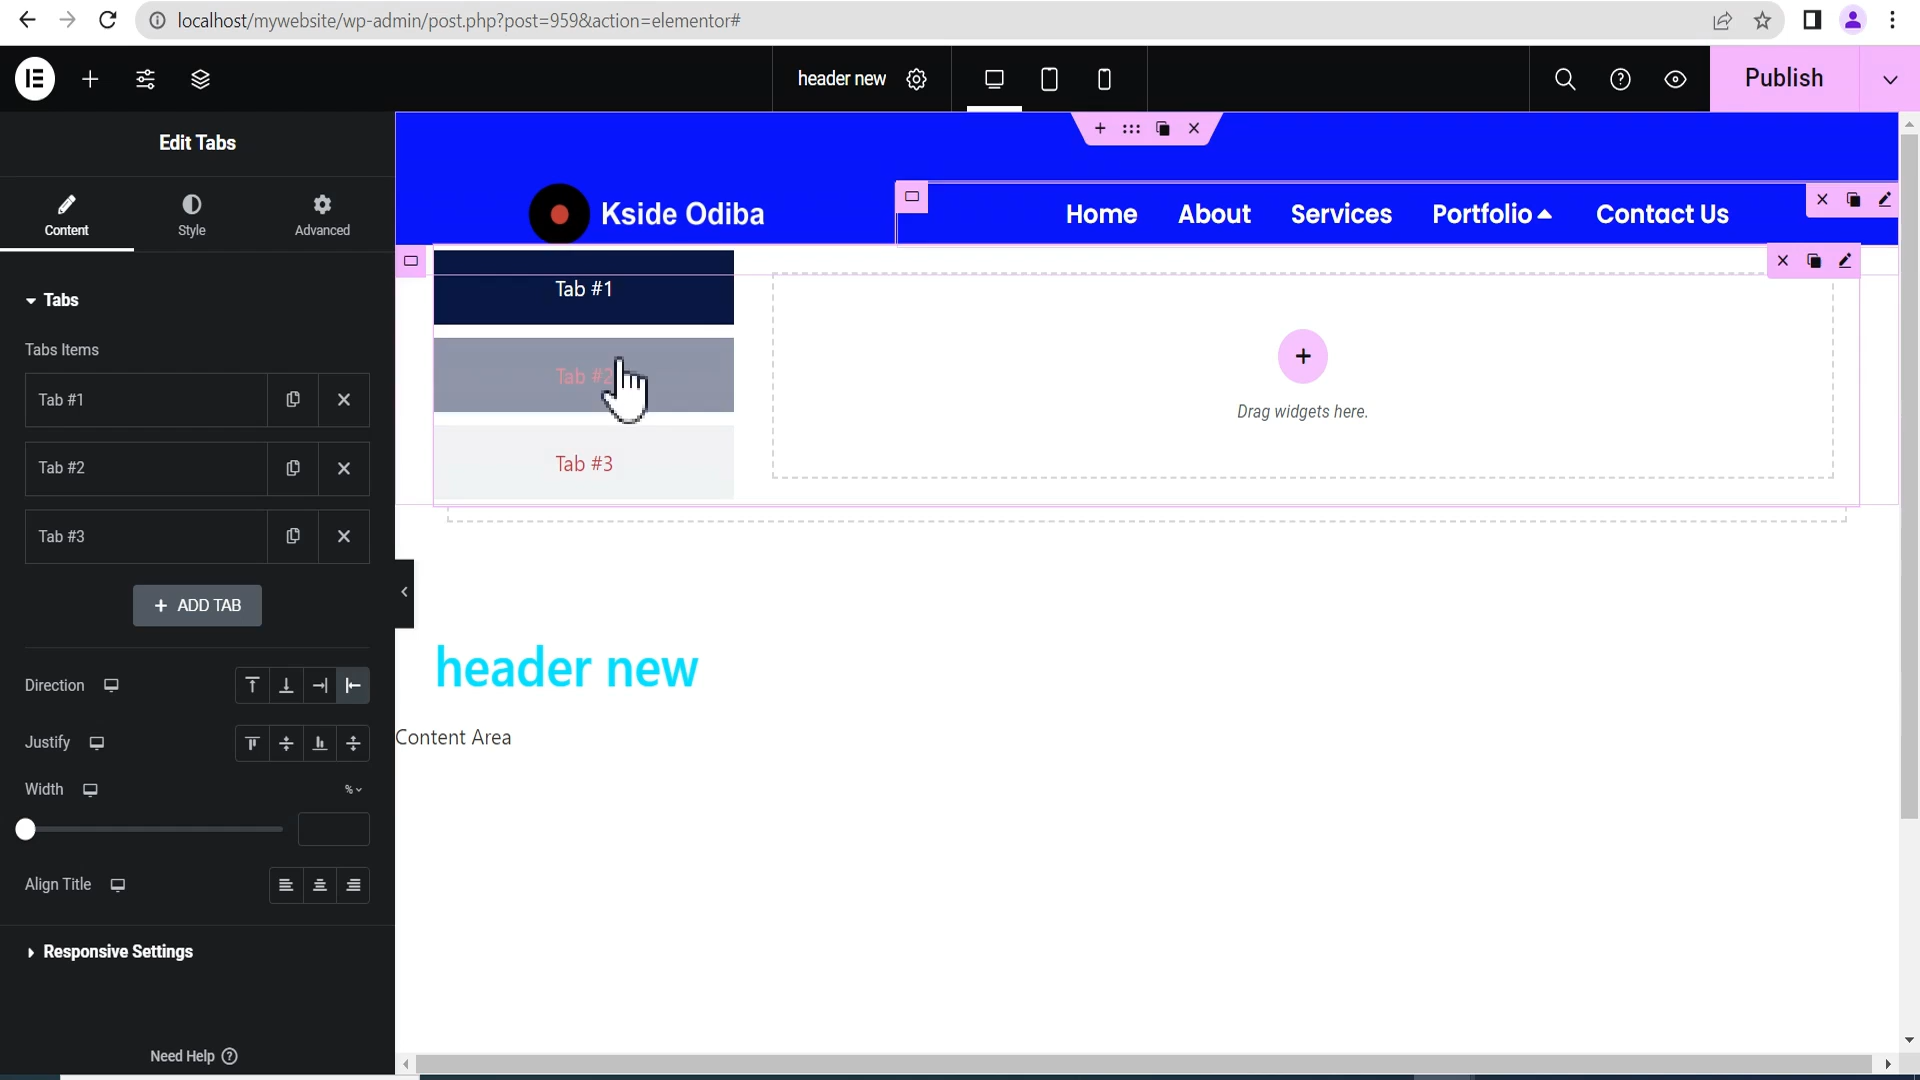 localhost/mywebsite/wp-admin/post.php?post=959&action=elementor#
header new
Publish
Edit Tabs
Content
Style
Advanced
Tabs
Tabs Items
Tab #1
Tab #2
Tab #3
+ ADD TAB
Direction
Justify
Width
%
Align Title
Responsive Settings
Need Help ?
Kside Odiba
Home
About
Services
Portfolio
Contact Us
Tab #1
Tab #2
Tab #3
Drag widgets here.
header new
Content Area